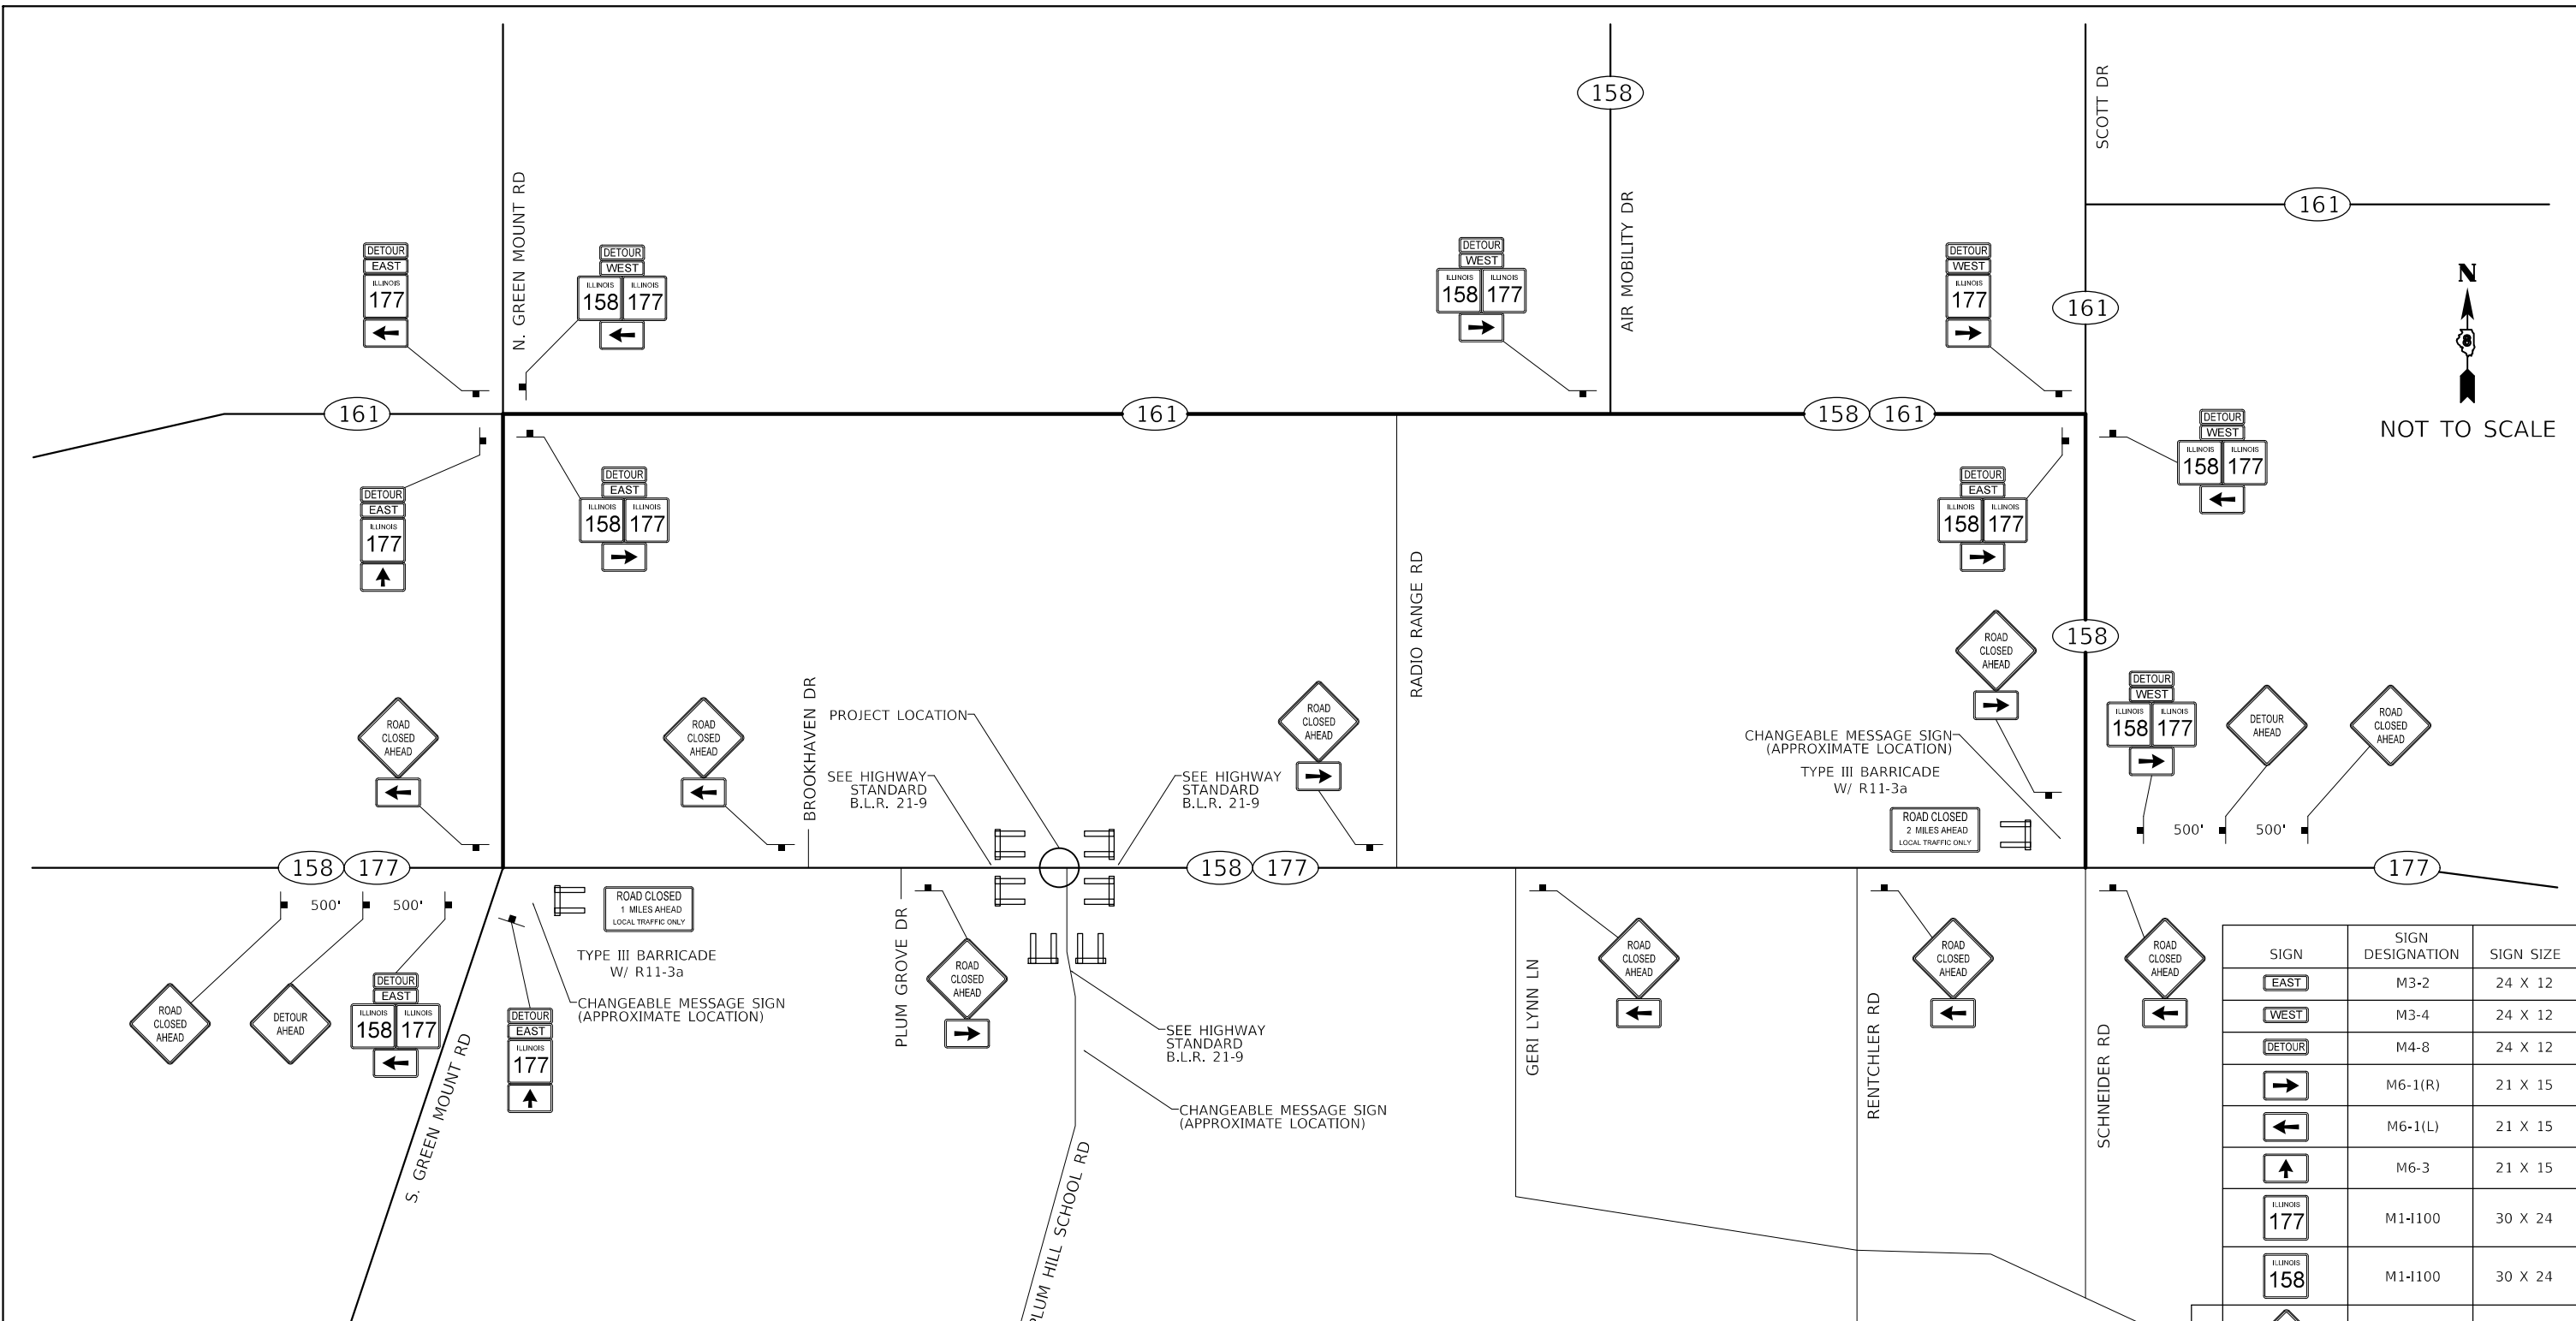 158
SCOTT DR
161
N. GREEN MOUNT RD
AIR MOBILITY DR
DETOUR
EAST
ILLINOIS
177
DETOUR
WEST
ILLINOIS ILLINOIS
158 177
DETOUR
WEST
ILLINOIS ILLINOIS
158 177
DETOUR
WEST
ILLINOIS
177
161
N
8
NOT TO SCALE
161
161
158 161
DETOUR
EAST
ILLINOIS
177
DETOUR
EAST
ILLINOIS ILLINOIS
158 177
DETOUR
EAST
ILLINOIS ILLINOIS
158 177
DETOUR
WEST
ILLINOIS ILLINOIS
158 177
RADIO RANGE RD
158
ROAD
CLOSED
AHEAD
ROAD
CLOSED
AHEAD
BROOKHAVEN DR
PROJECT LOCATION
SEE HIGHWAY
STANDARD
B.L.R. 21-9
SEE HIGHWAY
STANDARD
B.L.R. 21-9
ROAD
CLOSED
AHEAD
ROAD
CLOSED
AHEAD
CHANGEABLE MESSAGE SIGN
(APPROXIMATE LOCATION)
TYPE III BARRICADE
W/ R11-3a
ROAD CLOSED
2 MILES AHEAD
LOCAL TRAFFIC ONLY
DETOUR
WEST
ILLINOIS ILLINOIS
158 177
DETOUR
AHEAD
ROAD
CLOSED
AHEAD
500' 500'
158 177
158 177
177
500' 500'
ROAD
CLOSED
AHEAD
DETOUR
AHEAD
DETOUR
EAST
ILLINOIS ILLINOIS
158 177
S. GREEN MOUNT RD
DETOUR
EAST
ILLINOIS
177
ROAD CLOSED
1 MILES AHEAD
LOCAL TRAFFIC ONLY
TYPE III BARRICADE
W/ R11-3a
CHANGEABLE MESSAGE SIGN
(APPROXIMATE LOCATION)
PLUM GROVE DR
ROAD
CLOSED
AHEAD
SEE HIGHWAY
STANDARD
B.L.R. 21-9
CHANGEABLE MESSAGE SIGN
(APPROXIMATE LOCATION)
PLUM HILL SCHOOL RD
GERI LYNN LN
ROAD
CLOSED
AHEAD
RENTCHLER RD
ROAD
CLOSED
AHEAD
SCHNEIDER RD
ROAD
CLOSED
AHEAD
SIGN SIGN DESIGNATION SIGN SIZE
EAST M3-2 24 X 12
WEST M3-4 24 X 12
DETOUR M4-8 24 X 12
M6-1(R) 21 X 15
M6-1(L) 21 X 15
M6-3 21 X 15
ILLINOIS 177 M1-I100 30 X 24
ILLINOIS 158 M1-I100 30 X 24